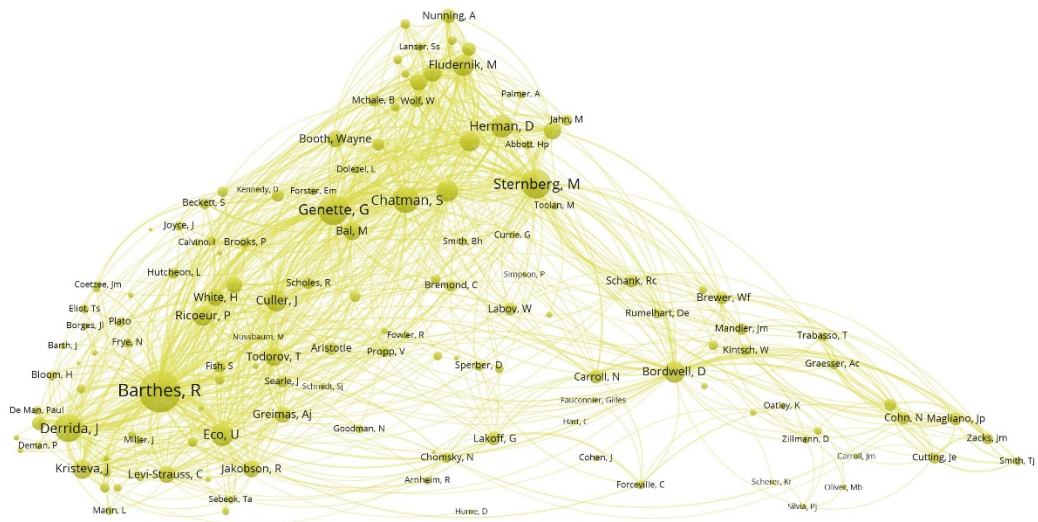 Nunning, A
Lanser, Ss
Fludernik, M
Palmer, A
Mchale, B
Wolf, W
Jahn, M
Herman, D
Booth, Wayne
Abbott, Hp
Dolezel, L
Sternberg, M
Kennedy, D
Forster, Em
Chatman, S
Beckett, S
Genette, G
Toolan, M
Joyce, J
Bal, M
Calvino, I
Brooks, P
Smith, Bh
Currie, G
Hutcheon, L
Simpson, P
Coetzee, Jm
Scholes, R
Bremond, C
Schank, Rc
White, H
Culler, J
Brewer, Wf
Eliot, Ts
Labov, W
Rumelhart, De
Borges, Jl
Plato
Ricoeur, P
Mandler, Jm
Trabasso, T
Barth, J
Frye, N
Nussbaum, M
Fowler, R
Aristotle
Propp, V
Kintsch, W
Todorov, T
Fish, S
Sperber, D
Graesser, Ac
Bloom, H
Searle, J
Schmidt, Sj
Carroll, N
Bordwell, D
Barthes, R
Fauconnier, Gilles
Oatley, K
De Man, Paul
Greimas, Aj
Hart, C
Cohn, N
Magliano, Jp
Derrida, J
Eco, U
Goodman, N
Lakoff, G
Zillmann, D
Zacks, Jm
Deman, P
Miller, J
Chomsky, N
Cohen, J
Carroll, Jm
Cutting, Je
Smith, Tj
Kristeva, J
Levi-Strauss, C
Jakobson, R
Arnheim, R
Forceville, C
Scherer, Kr
Oliver, Mb
Sebeok, Ta
Marin, L
Hume, D
Silvia, Pj